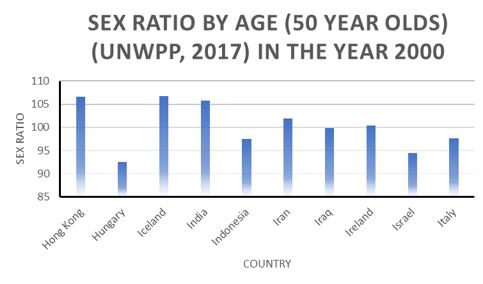 SEX RATIO BY AGE (50 YEAR OLDS)
(UNWPP, 2017) IN THE YEAR 2000
110
105
100
95
90
85
SEX RATIO
Hong Kong
Hungary
Iceland
India
Indonesia
Iran
Iraq
Ireland
Israel
Italy
COUNTRY